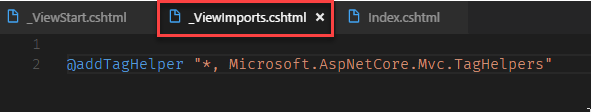 _ViewStart.cshtml _ViewImports.cshtml × Index.cshtml
1
2 @addTagHelper "*, Microsoft.AspNetCore.Mvc.TagHelpers"